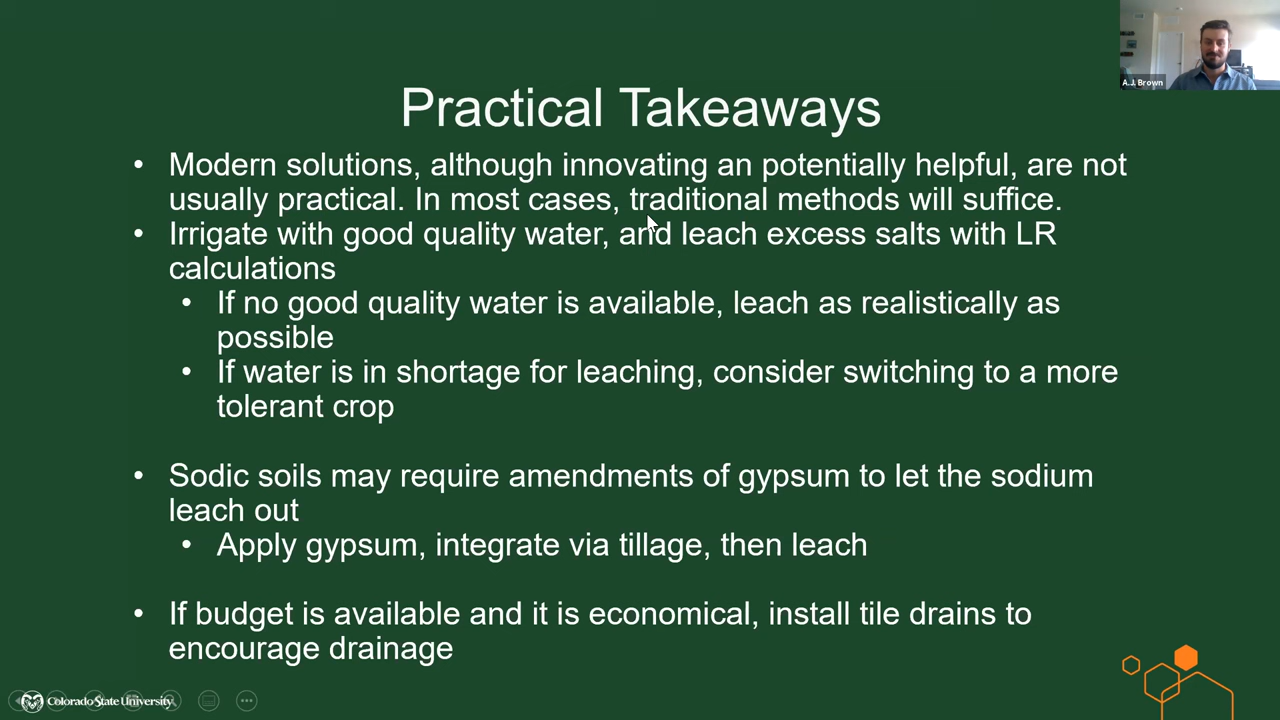 A.J. Brown
Practical Takeaways
• Modern solutions, although innovating an potentially helpful, are not
usually practical. In most cases, traditional methods will suffice.
• Irrigate with good quality water, and leach excess salts with LR
calculations
• If no good quality water is available, leach as realistically as
possible
• If water is in shortage for leaching, consider switching to a more
tolerant crop
• Sodic soils may require amendments of gypsum to let the sodium
leach out
• Apply gypsum, integrate via tillage, then leach
• If budget is available and it is economical, install tile drains to
encourage drainage
Colorado State University